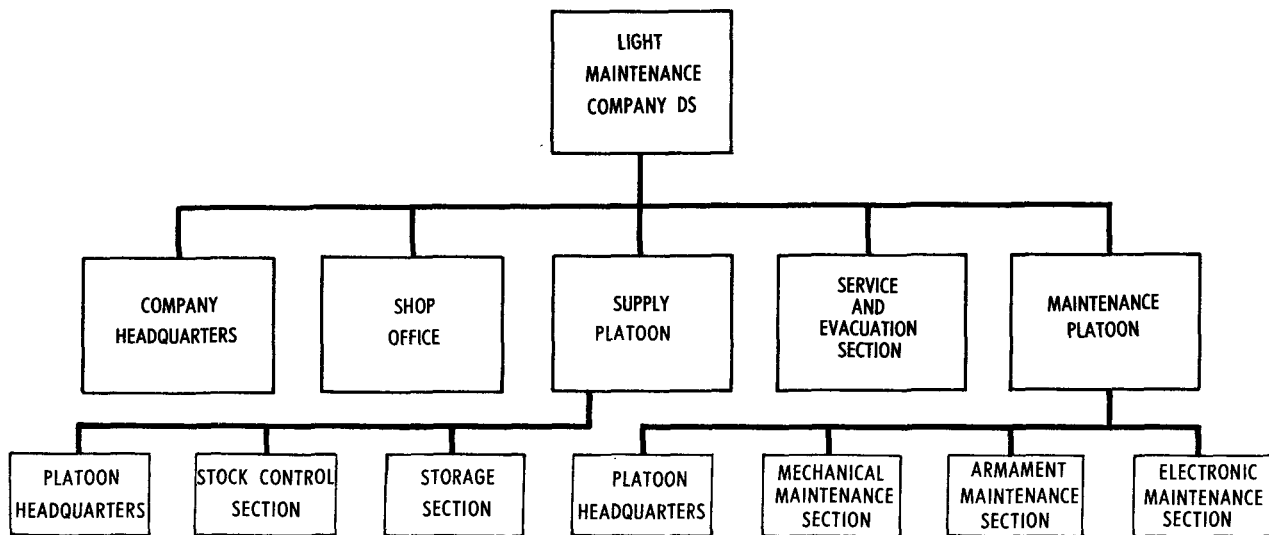 LIGHT
MAINTENANCE
COMPANY DS
COMPANY
HEADQUARTERS
SHOP
OFFICE
SUPPLY
PLATOON
SERVICE
AND
EVACUATION
SECTION
MAINTENANCE
PLATOON
PLATOON
HEADQUARTERS
STOCK CONTROL
SECTION
STORAGE
SECTION
PLATOON
HEADQUARTERS
MECHANICAL
MAINTENANCE
SECTION
ARMAMENT
MAINTENANCE
SECTION
ELECTRONIC
MAINTENANCE
SECTION